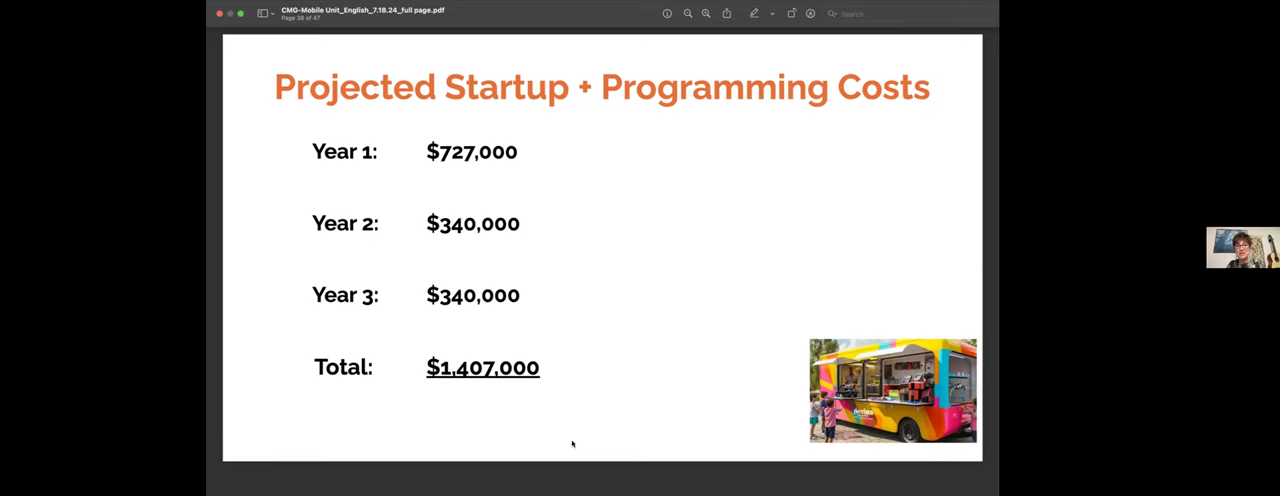 CMG-Mobile Unit_English_7.18.24_full page.pdf
Page 38 of 47
Search
Projected Startup + Programming Costs
Year 1: $727,000
Year 2: $340,000
Year 3: $340,000
Total: $1,407,000